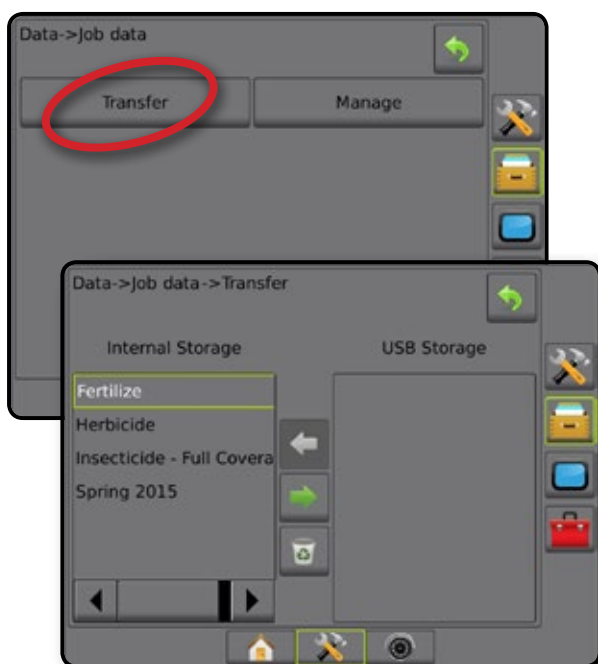 Data->Job data
Transfer
Manage
Data->Job data->Transfer
Internal Storage
USB Storage
Fertilize
Herbicide
Insecticide - Full Covera
Spring 2015